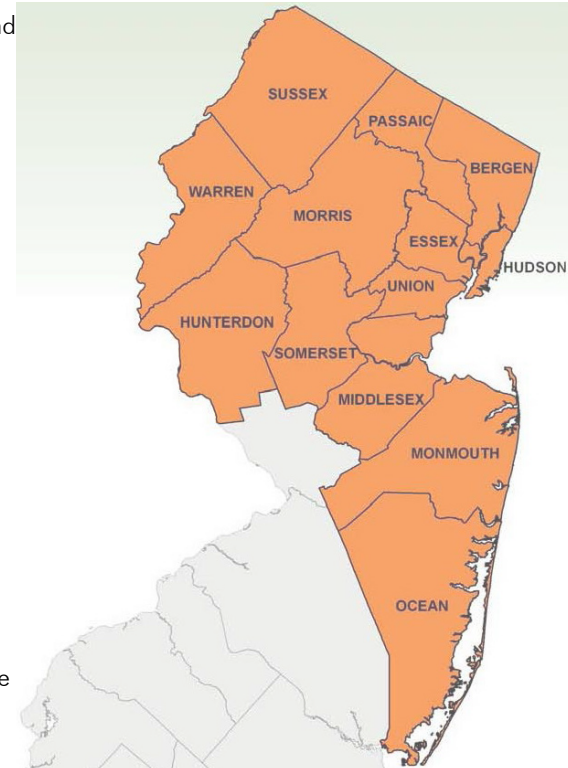 SUSSEX
PASSAIC
BERGEN
WARREN
MORRIS
ESSEX
HUDSON
UNION
HUNTERDON
SOMERSET
MIDDLESEX
MONMOUTH
OCEAN